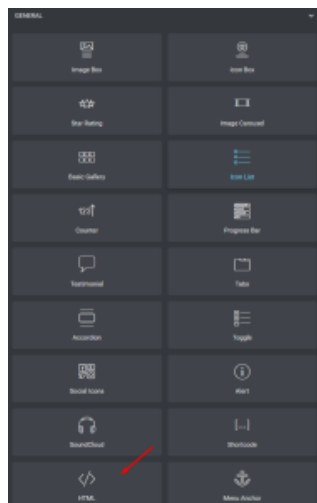 GENERAL
Image Box
Icon Box
Star Rating
Image Carousel
Basic Gallery
Icon List
Counter
Progress Bar
Testimonial
Tabs
Accordion
Toggle
Social Icons
Alert
SoundCloud
Shortcode
HTML
Menu Anchor